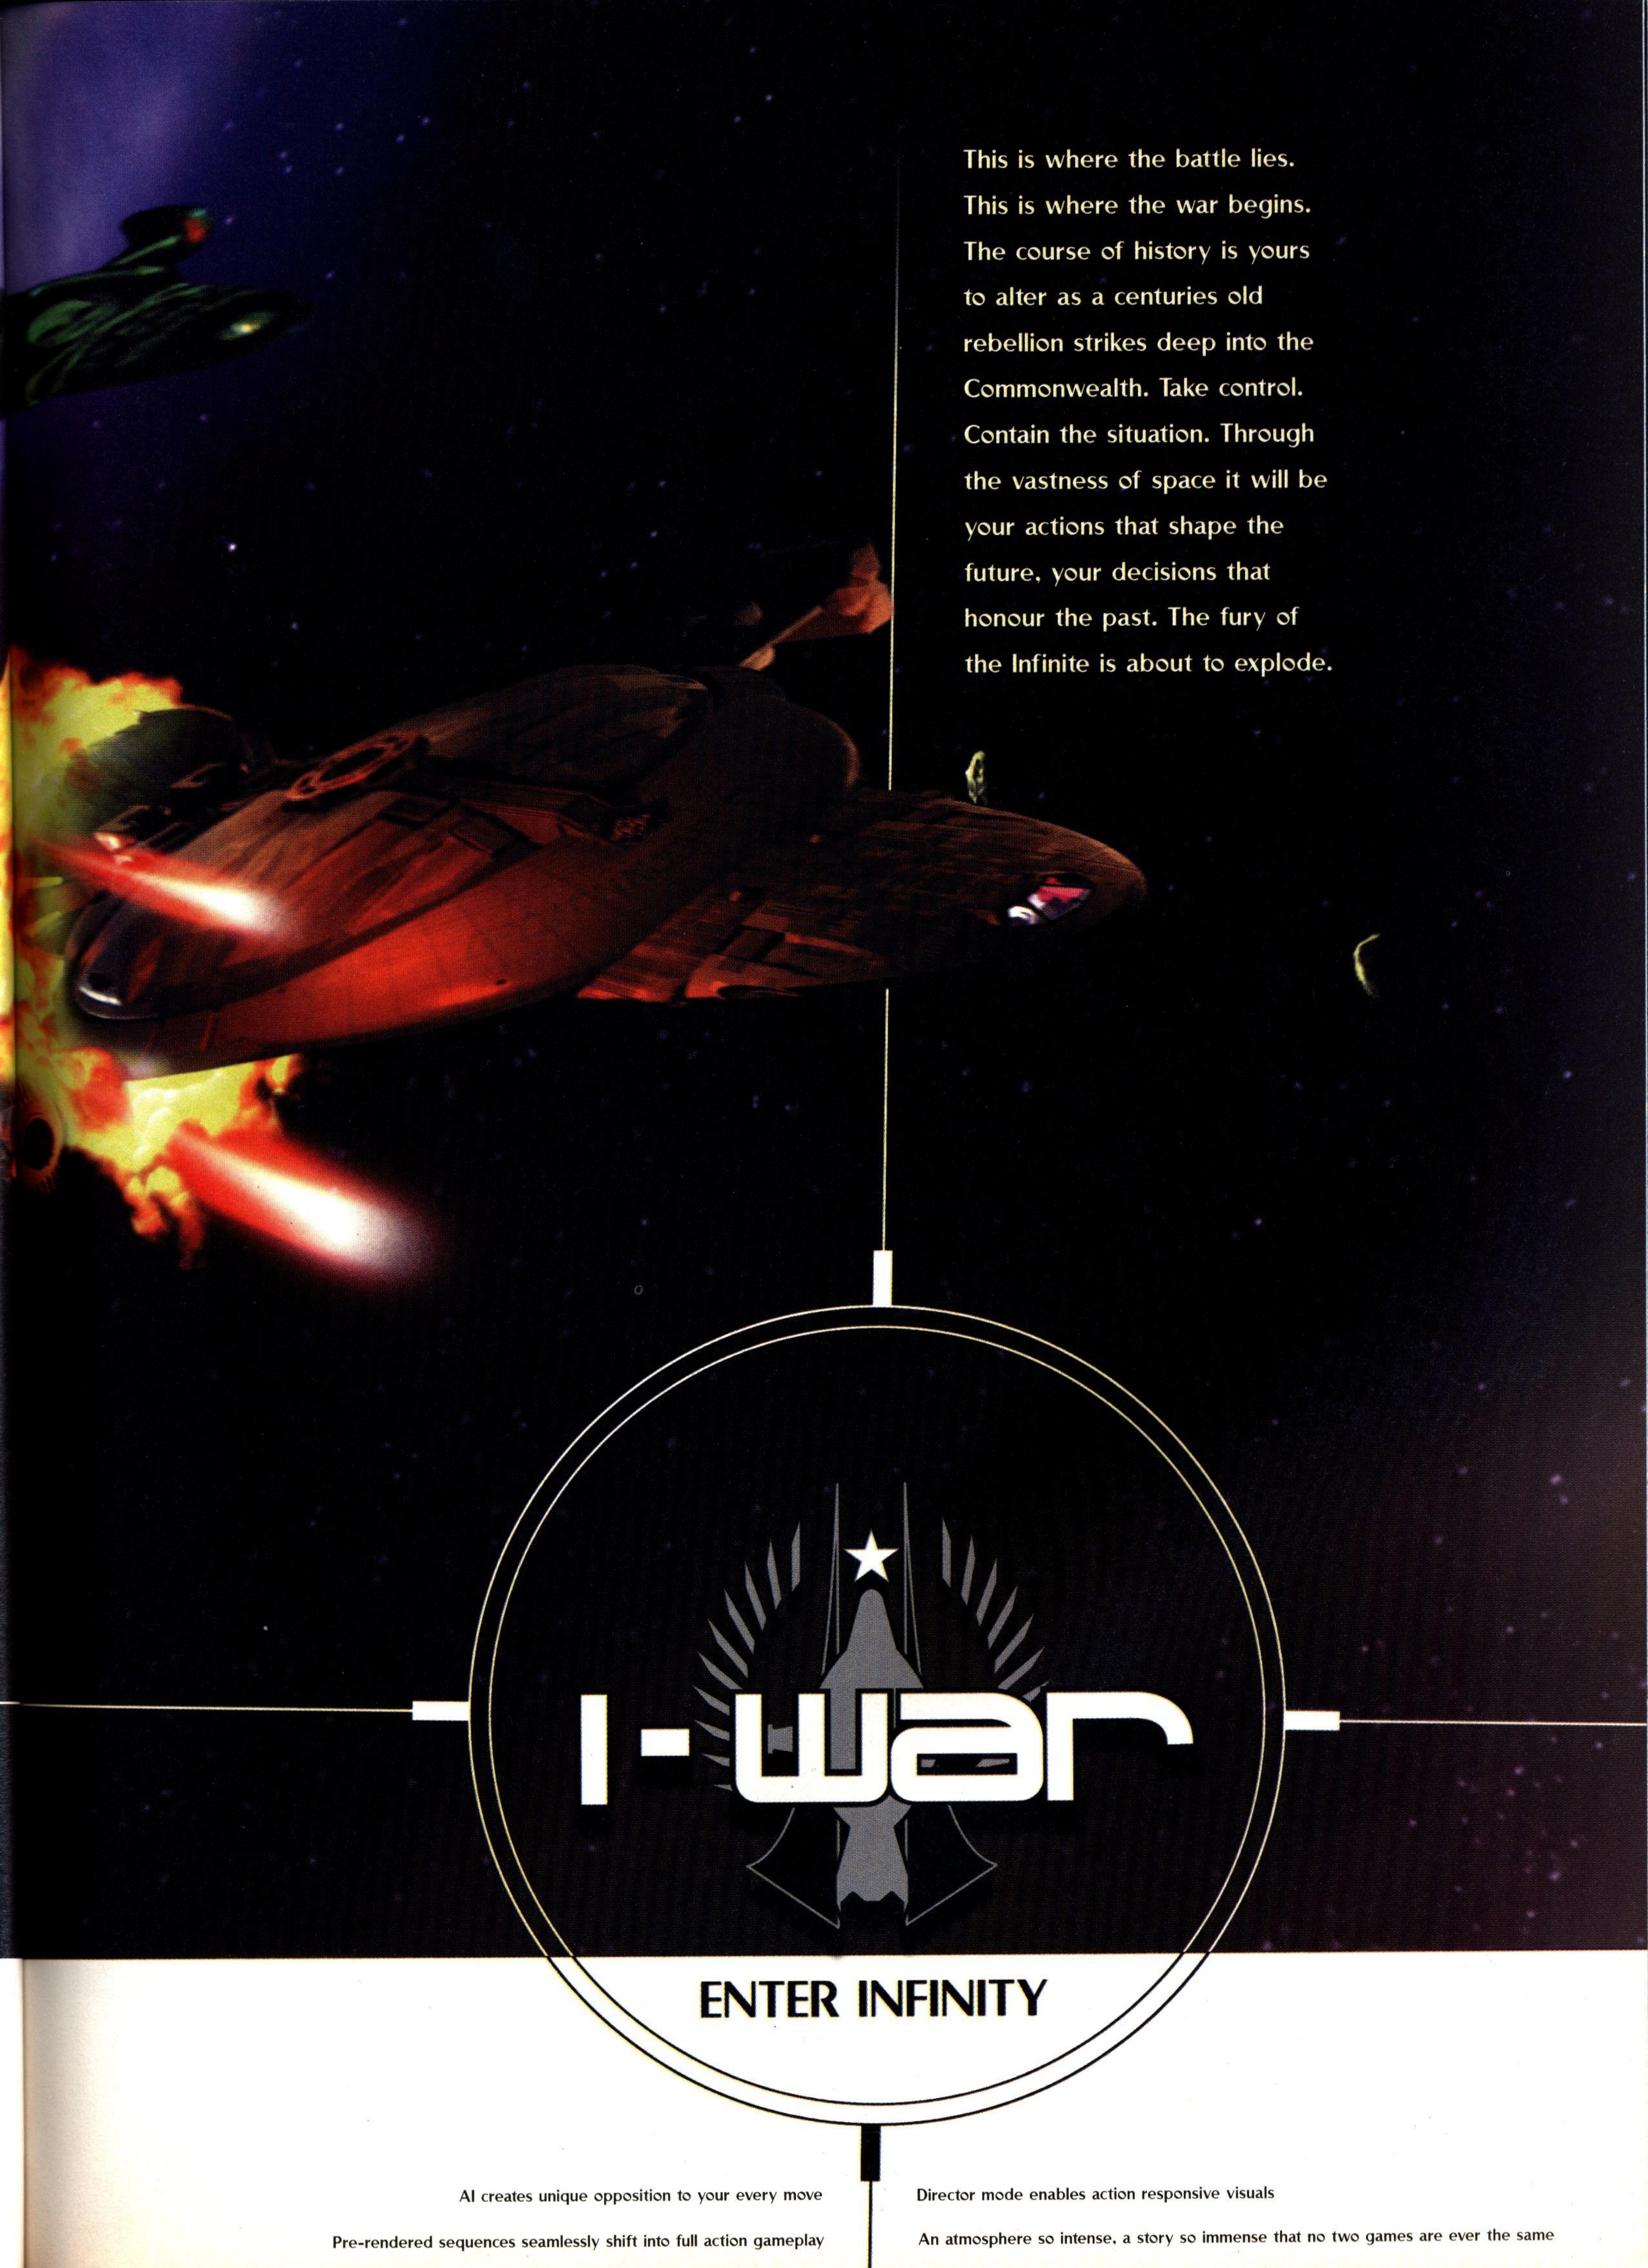 This is where the battle lies.
This is where the war begins.
The course of history is yours
to alter as a centuries old
rebellion strikes deep into the
Commonwealth. Take control.
Contain the situation. Through
the vastness of space it will be
your actions that shape the
future, your decisions that
honour the past. The fury of
the Infinite is about to explode.
I-WAR
ENTER INFINITY
AI creates unique opposition to your every move
Pre-rendered sequences seamlessly shift into full action gameplay
Director mode enables action responsive visuals
An atmosphere so intense, a story so immense that no two games are ever the same